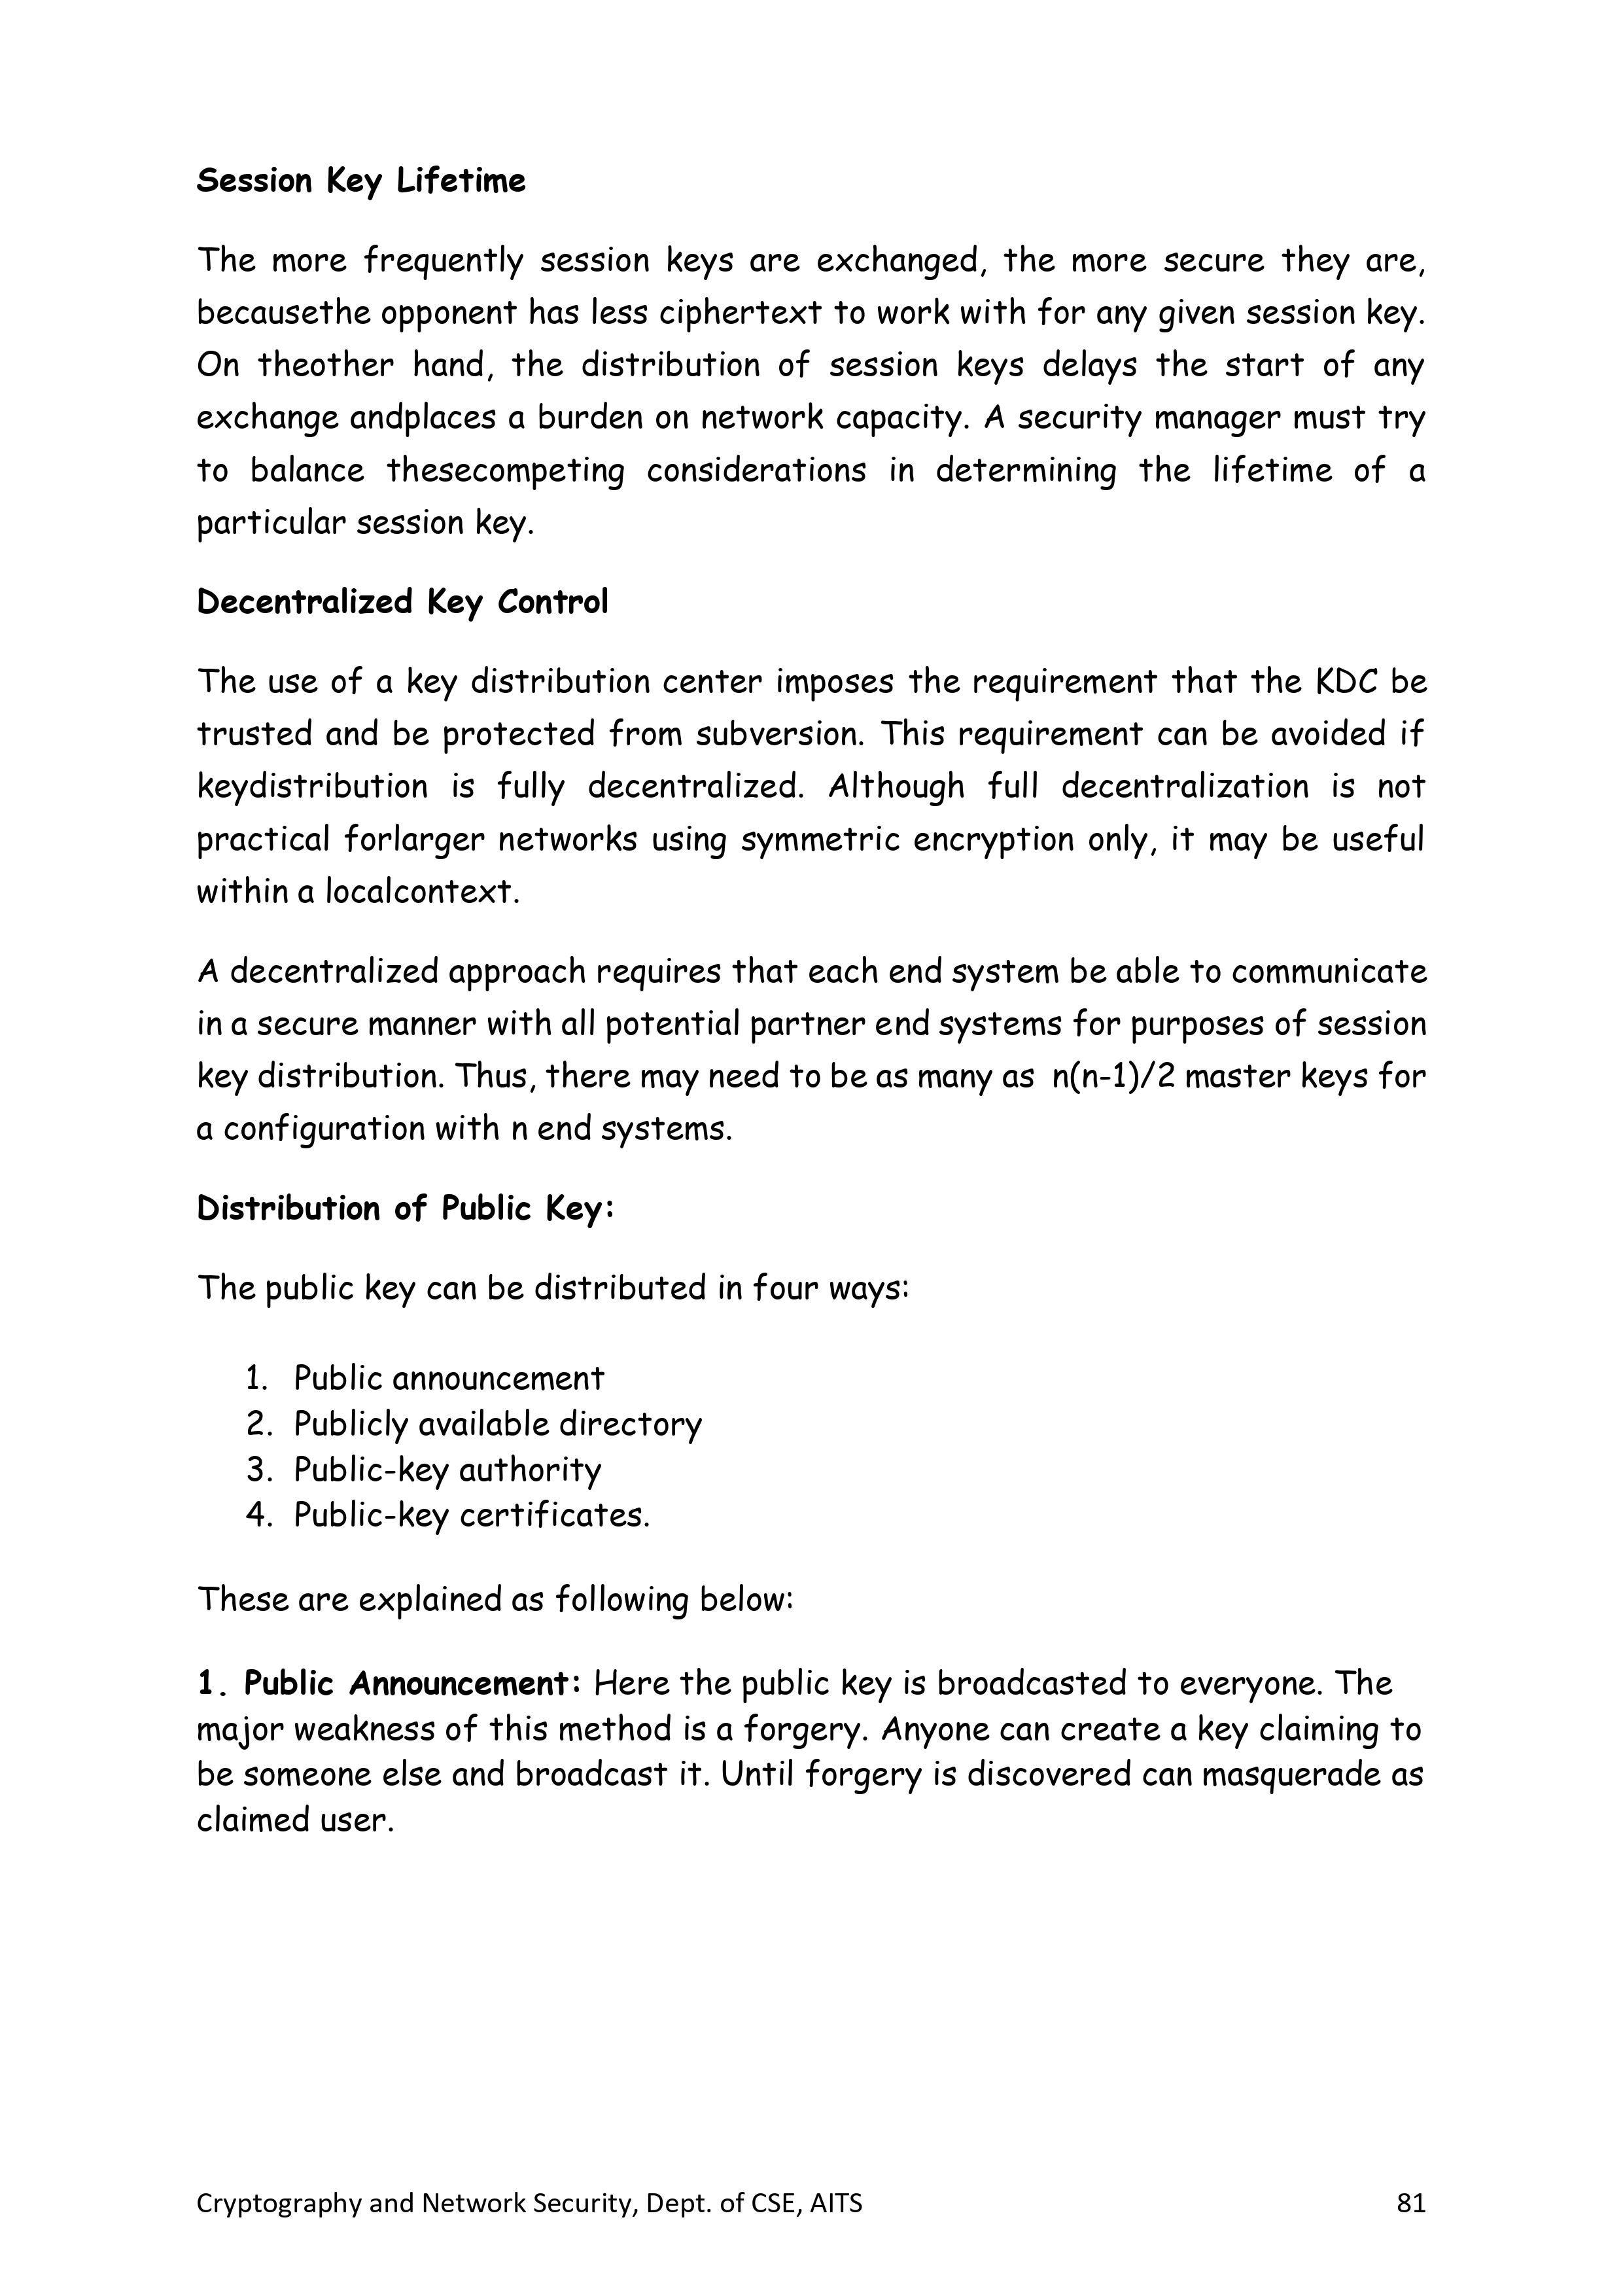 Session Key Lifetime
The more frequently session keys are exchanged, the more secure they are,
becausethe opponent has less ciphertext to work with for any given session key.
On theother hand, the distribution of session keys delays the start of any
exchange andplaces a burden on network capacity. A security manager must try
to balance thesecompeting considerations in determining the lifetime of a
particular session key.
Decentralized Key Control
The use of a key distribution center imposes the requirement that the KDC be
trusted and be protected from subversion. This requirement can be avoided if
keydistribution is fully decentralized. Although full decentralization is not
practical forlarger networks using symmetric encryption only, it may be useful
within a localcontext.
A decentralized approach requires that each end system be able to communicate
in a secure manner with all potential partner end systems for purposes of session
key distribution. Thus, there may need to be as many as n(n-1)/2 master keys for
a configuration with n end systems.
Distribution of Public Key:
The public key can be distributed in four ways:
1. Public announcement
2. Publicly available directory
3. Public-key authority
4. Public-key certificates.
These are explained as following below:
1. Public Announcement: Here the public key is broadcasted to everyone. The
major weakness of this method is a forgery. Anyone can create a key claiming to
be someone else and broadcast it. Until forgery is discovered can masquerade as
claimed user.
Cryptography and Network Security, Dept. of CSE, AITS 81